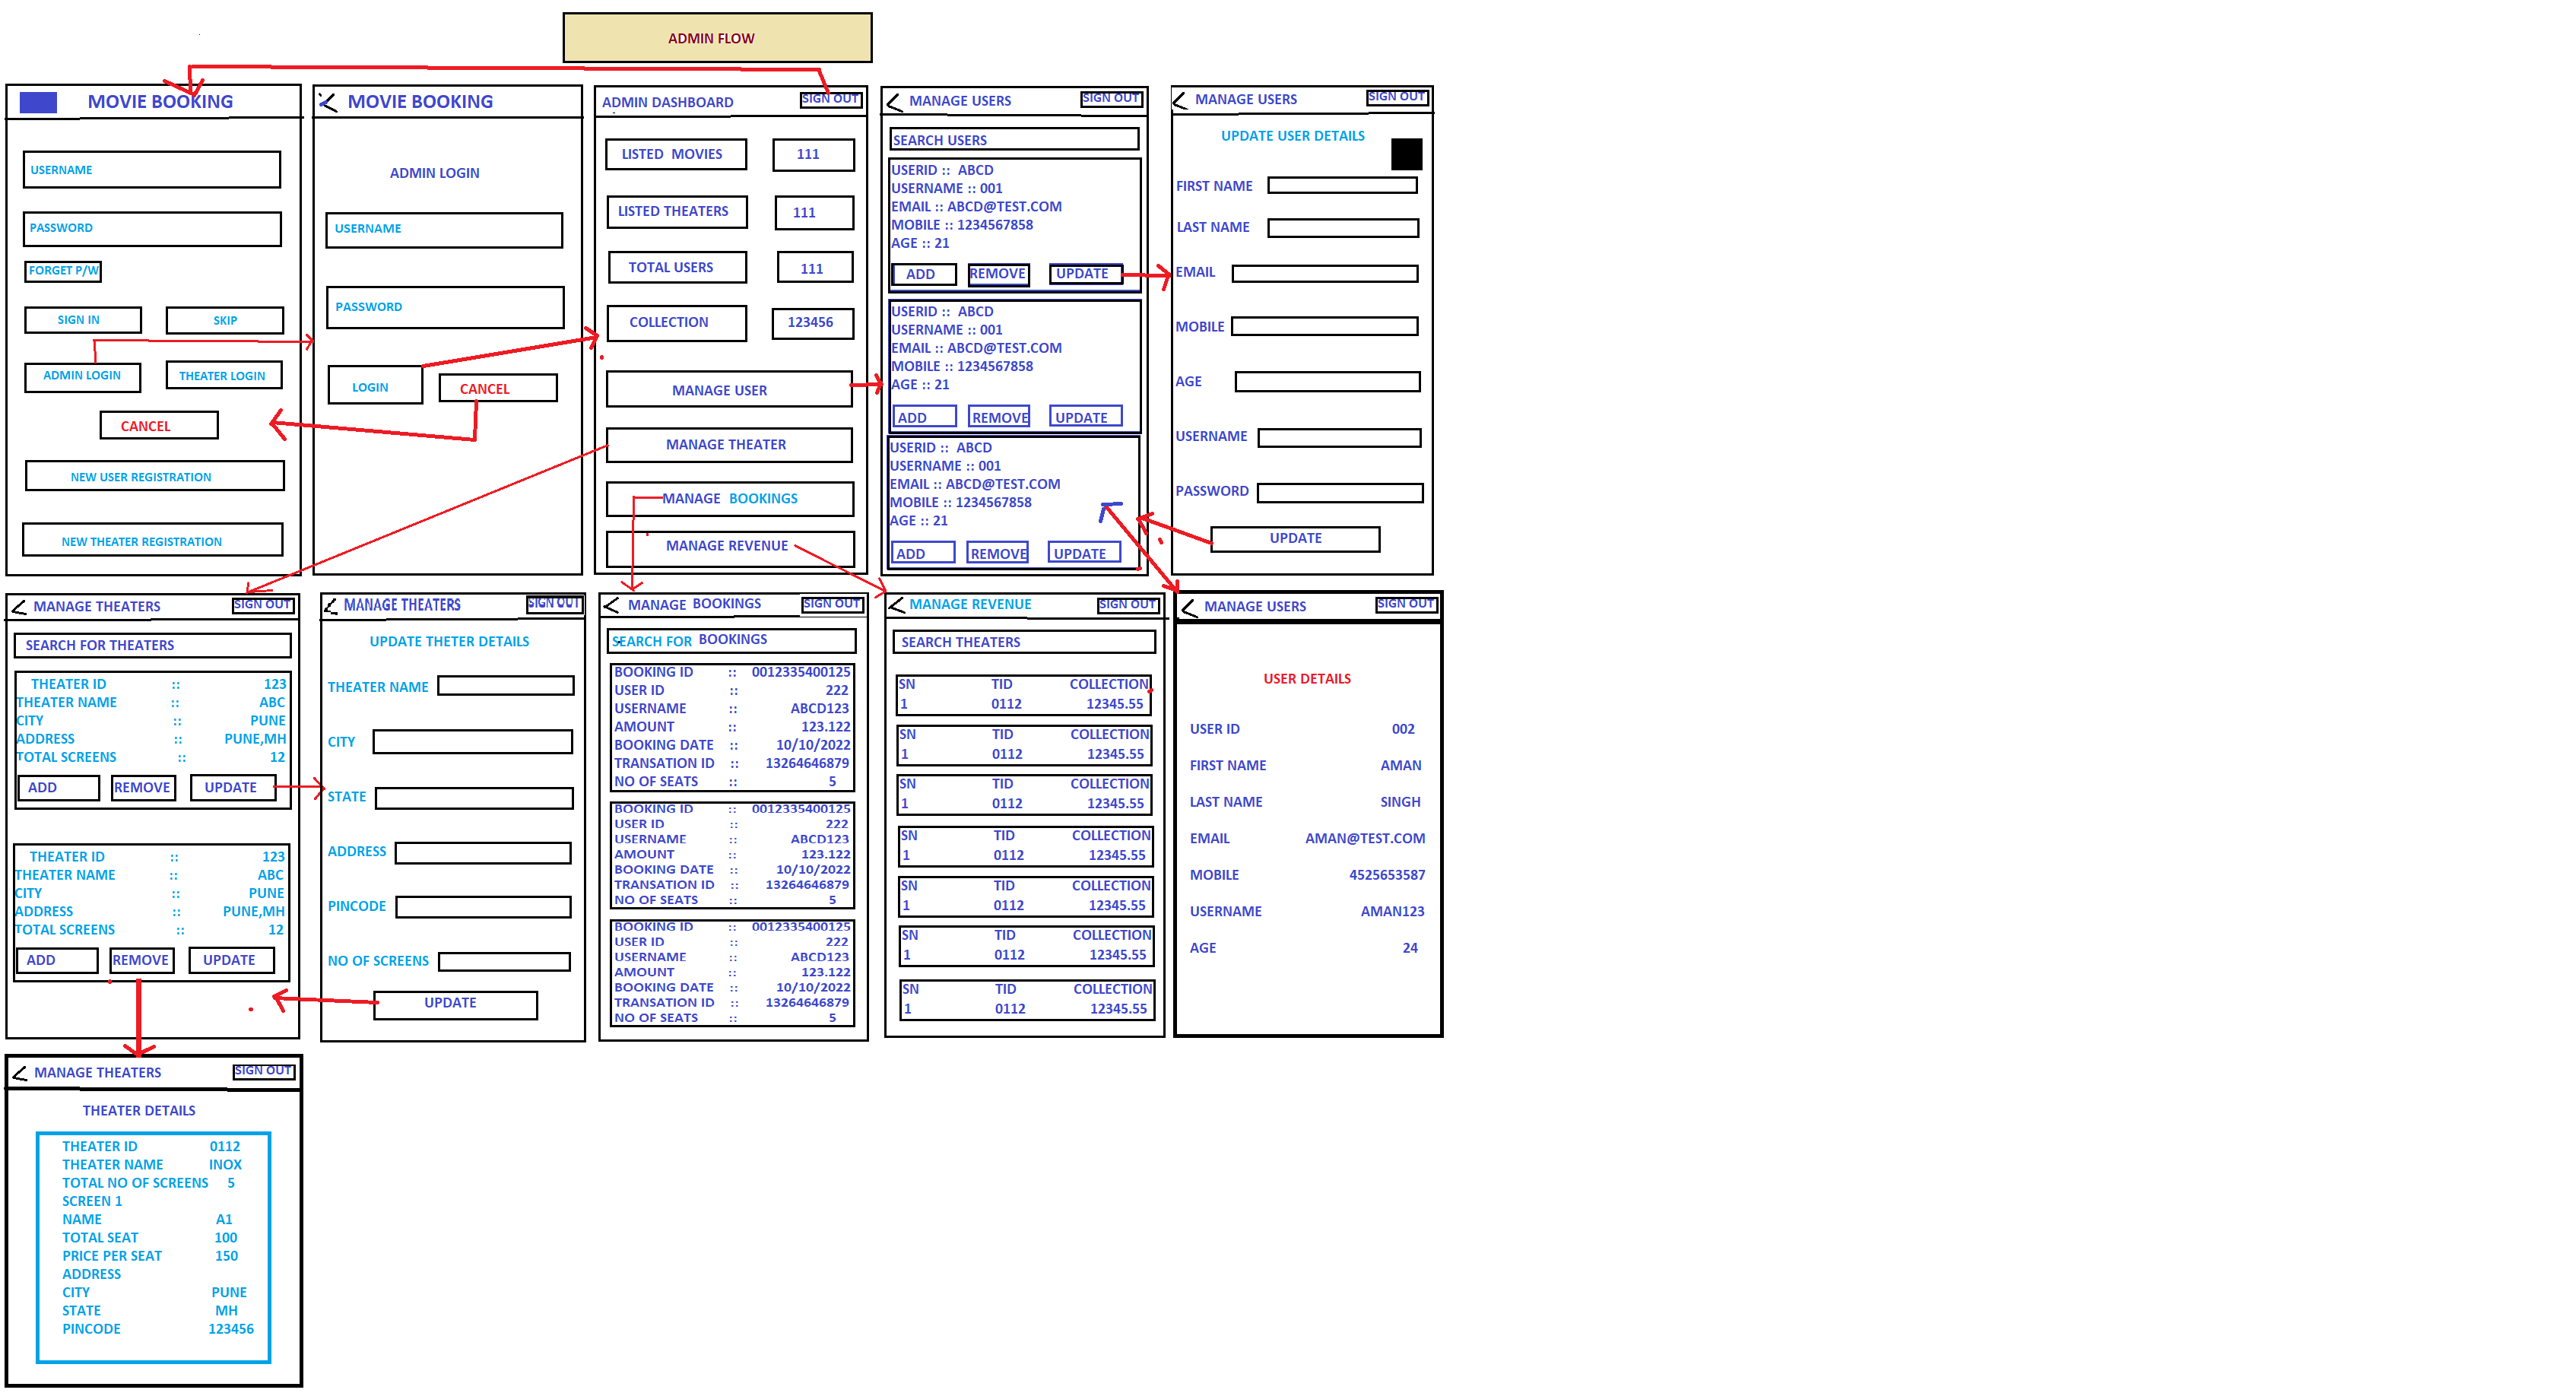 ADMIN FLOW
MOVIE BOOKING
USERNAME
PASSWORD
FORGET P/W
SIGN IN SKIP
ADMIN LOGIN THEATER LOGIN
CANCEL
NEW USER REGISTRATION
NEW THEATER REGISTRATION
MOVIE BOOKING
ADMIN LOGIN
USERNAME
PASSWORD
LOGIN CANCEL
ADMIN DASHBOARD SIGN OUT
LISTED MOVIES 111
LISTED THEATERS 111
TOTAL USERS 111
COLLECTION 123456
MANAGE USER
MANAGE THEATER
MANAGE BOOKINGS
MANAGE REVENUE
MANAGE USERS SIGN OUT
SEARCH USERS
USERID :: ABCD
USERNAME :: 001
EMAIL :: ABCD@TEST.COM
MOBILE :: 1234567858
AGE :: 21
ADD REMOVE UPDATE
USERID :: ABCD
USERNAME :: 001
EMAIL :: ABCD@TEST.COM
MOBILE :: 1234567858
AGE :: 21
ADD REMOVE UPDATE
USERID :: ABCD
USERNAME :: 001
EMAIL :: ABCD@TEST.COM
MOBILE :: 1234567858
AGE :: 21
ADD REMOVE UPDATE
MANAGE USERS SIGN OUT
UPDATE USER DETAILS
FIRST NAME
LAST NAME
EMAIL
MOBILE
AGE
USERNAME
PASSWORD
UPDATE
MANAGE THEATERS SIGN OUT
SEARCH FOR THEATERS
THEATER ID :: 123
THEATER NAME :: ABC
CITY :: PUNE
ADDRESS :: PUNE,MH
TOTAL SCREENS :: 12
ADD REMOVE UPDATE
THEATER ID :: 123
THEATER NAME :: ABC
CITY :: PUNE
ADDRESS :: PUNE,MH
TOTAL SCREENS :: 12
ADD REMOVE UPDATE
MANAGE THEATERS SIGN OUT
UPDATE THETER DETAILS
THEATER NAME
CITY
STATE
ADDRESS
PINCODE
NO OF SCREENS
UPDATE
MANAGE BOOKINGS SIGN OUT
SEARCH FOR BOOKINGS
BOOKING ID :: 0012335400125
USER ID :: 222
USERNAME :: ABCD123
AMOUNT :: 123.122
BOOKING DATE :: 10/10/2022
TRANSATION ID :: 13264646879
NO OF SEATS :: 5
BOOKING ID :: 0012335400125
USER ID :: 222
USERNAME :: ABCD123
AMOUNT :: 123.122
BOOKING DATE :: 10/10/2022
TRANSATION ID :: 13264646879
NO OF SEATS :: 5
BOOKING ID :: 0012335400125
USER ID :: 222
USERNAME :: ABCD123
AMOUNT :: 123.122
BOOKING DATE :: 10/10/2022
TRANSATION ID :: 13264646879
NO OF SEATS :: 5
MANAGE REVENUE SIGN OUT
SEARCH THEATERS
SN TID COLLECTION
1 0112 12345.55
SN TID COLLECTION
1 0112 12345.55
SN TID COLLECTION
1 0112 12345.55
SN TID COLLECTION
1 0112 12345.55
SN TID COLLECTION
1 0112 12345.55
SN TID COLLECTION
1 0112 12345.55
SN TID COLLECTION
1 0112 12345.55
MANAGE USERS SIGN OUT
USER DETAILS
USER ID 002
FIRST NAME AMAN
LAST NAME SINGH
EMAIL AMAN@TEST.COM
MOBILE 4525653587
USERNAME AMAN123
AGE 24
MANAGE THEATERS SIGN OUT
THEATER DETAILS
THEATER ID 0112
THEATER NAME INOX
TOTAL NO OF SCREENS 5
SCREEN 1
NAME A1
TOTAL SEAT 100
PRICE PER SEAT 150
ADDRESS
CITY PUNE
STATE MH
PINCODE 123456